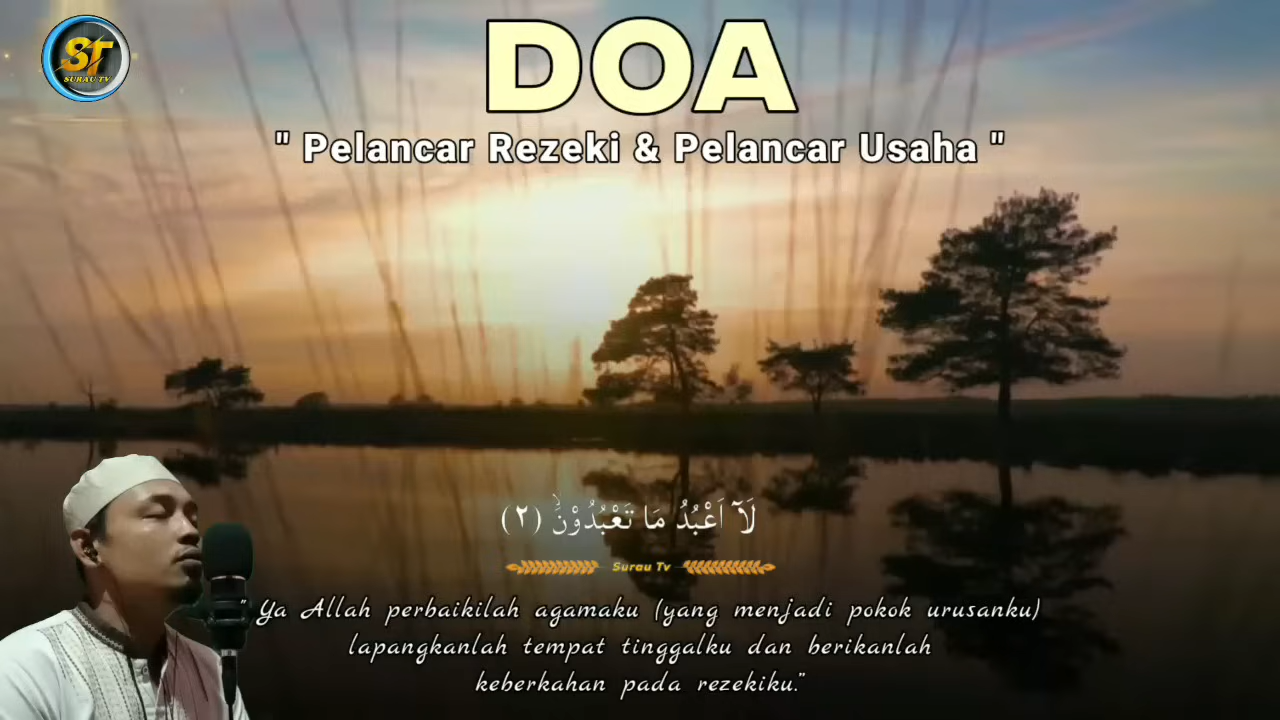 ST
SURAU TV
DOA
" Pelancar Rezeki & Pelancar Usaha "
لَآ اَعْبُدُ مَا تَعْبُدُوْنَۙ (٢)
Surau Tv
" Ya Allah perbaikilah agamaku (yang menjadi pokok urusanku)
lapangkanlah tempat tinggalku dan berikanlah
keberkahan pada rezekiku."